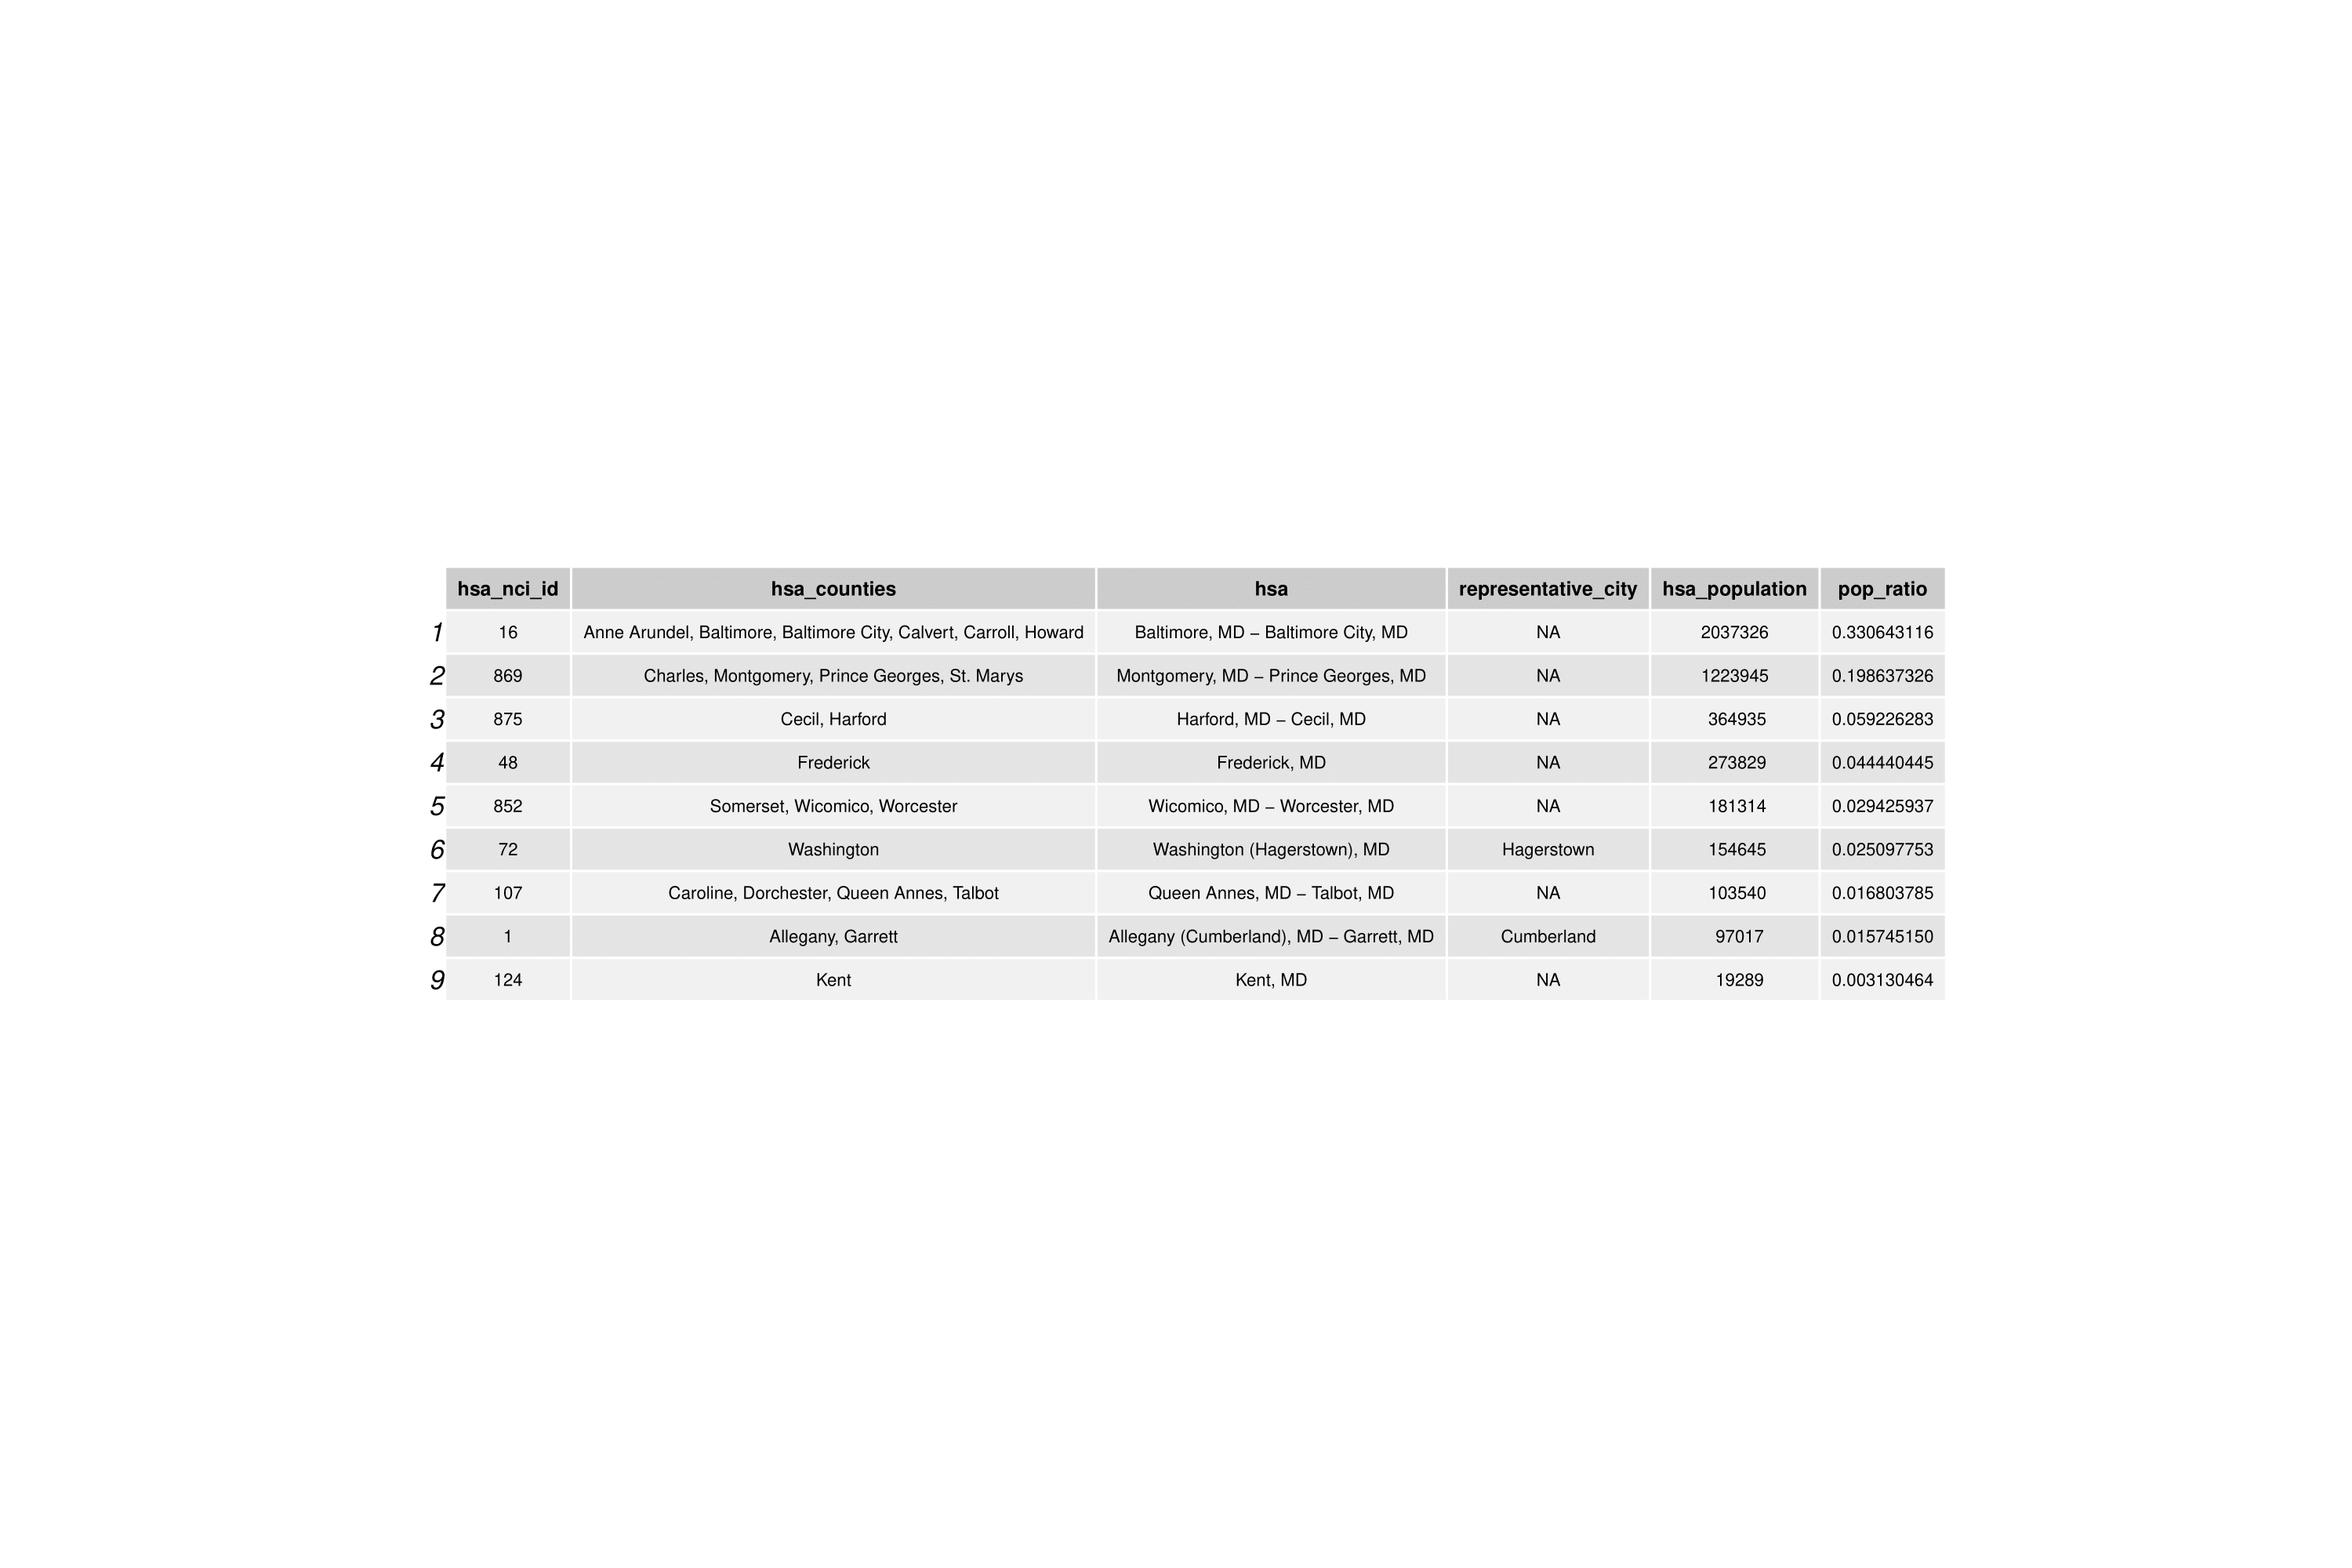 hsa_nci_id hsa_counties hsa representative_city hsa_population pop_ratio
1 16 Anne Arundel, Baltimore, Baltimore City, Calvert, Carroll, Howard Baltimore, MD – Baltimore City, MD NA 2037326 0.330643116
2 869 Charles, Montgomery, Prince Georges, St. Marys Montgomery, MD – Prince Georges, MD NA 1223945 0.198637326
3 875 Cecil, Harford Harford, MD – Cecil, MD NA 364935 0.059226283
4 48 Frederick Frederick, MD NA 273829 0.044440445
5 852 Somerset, Wicomico, Worcester Wicomico, MD – Worcester, MD NA 181314 0.029425937
6 72 Washington Washington (Hagerstown), MD Hagerstown 154645 0.025097753
7 107 Caroline, Dorchester, Queen Annes, Talbot Queen Annes, MD – Talbot, MD NA 103540 0.016803785
8 1 Allegany, Garrett Allegany (Cumberland), MD – Garrett, MD Cumberland 97017 0.015745150
9 124 Kent Kent, MD NA 19289 0.003130464